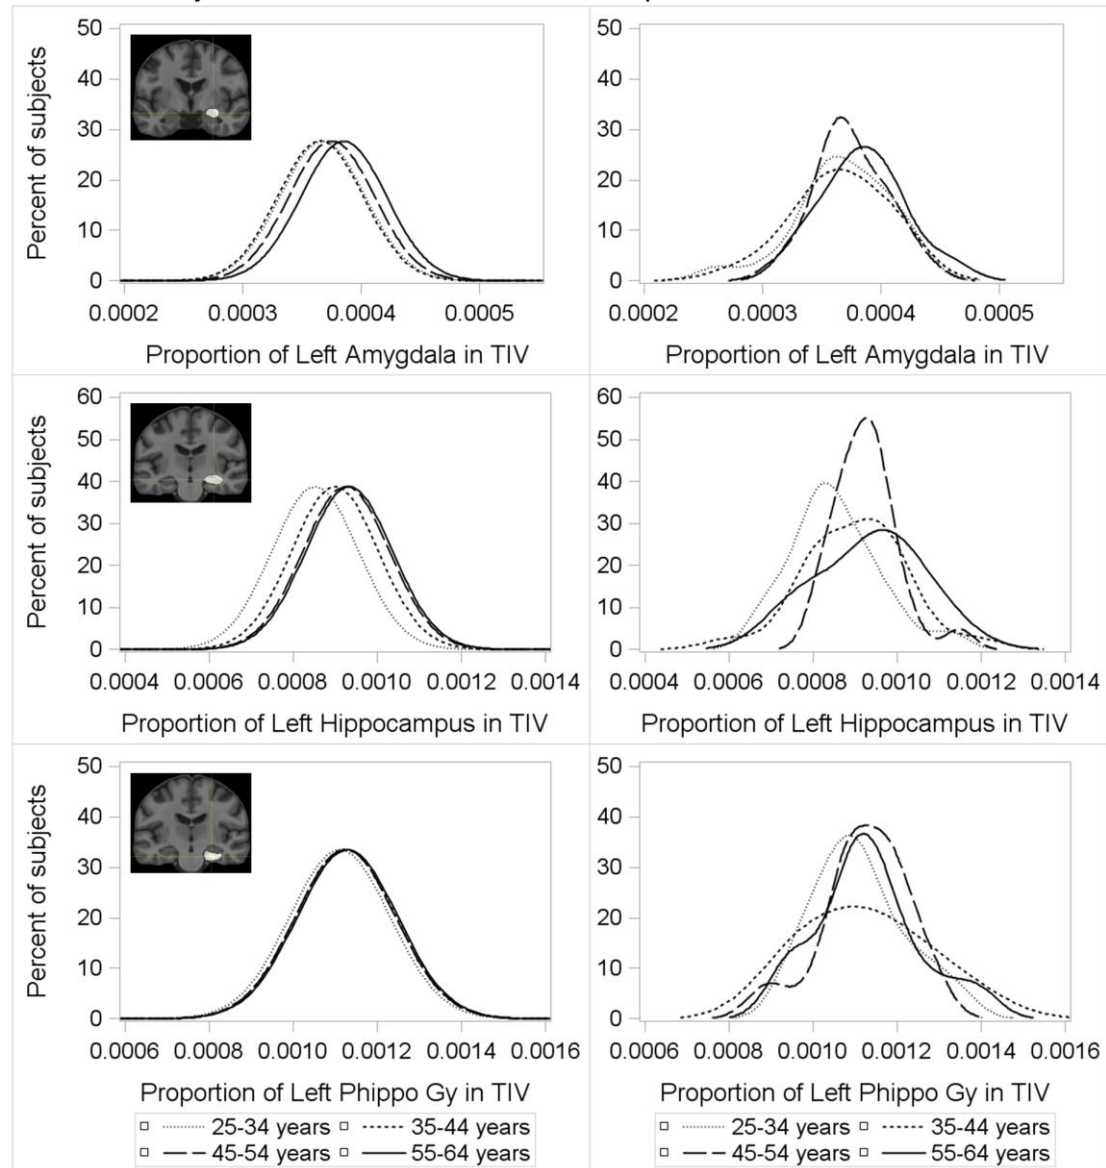 50
40
30
20
10
0
0.0002 0.0003 0.0004 0.0005
Percent of subjects
Proportion of Left Amygdala in TIV
50
40
30
20
10
0
0.0002 0.0003 0.0004 0.0005
Proportion of Left Amygdala in TIV
60
50
40
30
20
10
0
0.0004 0.0006 0.0008 0.0010 0.0012 0.0014
Percent of subjects
Proportion of Left Hippocampus in TIV
60
50
40
30
20
10
0
0.0004 0.0006 0.0008 0.0010 0.0012 0.0014
Proportion of Left Hippocampus in TIV
50
40
30
20
10
0
0.0006 0.0008 0.0010 0.0012 0.0014 0.0016
Percent of subjects
Proportion of Left Phippo Gy in TIV
25-34 years 35-44 years
45-54 years 55-64 years
50
40
30
20
10
0
0.0006 0.0008 0.0010 0.0012 0.0014 0.0016
Proportion of Left Phippo Gy in TIV
25-34 years 35-44 years
45-54 years 55-64 years